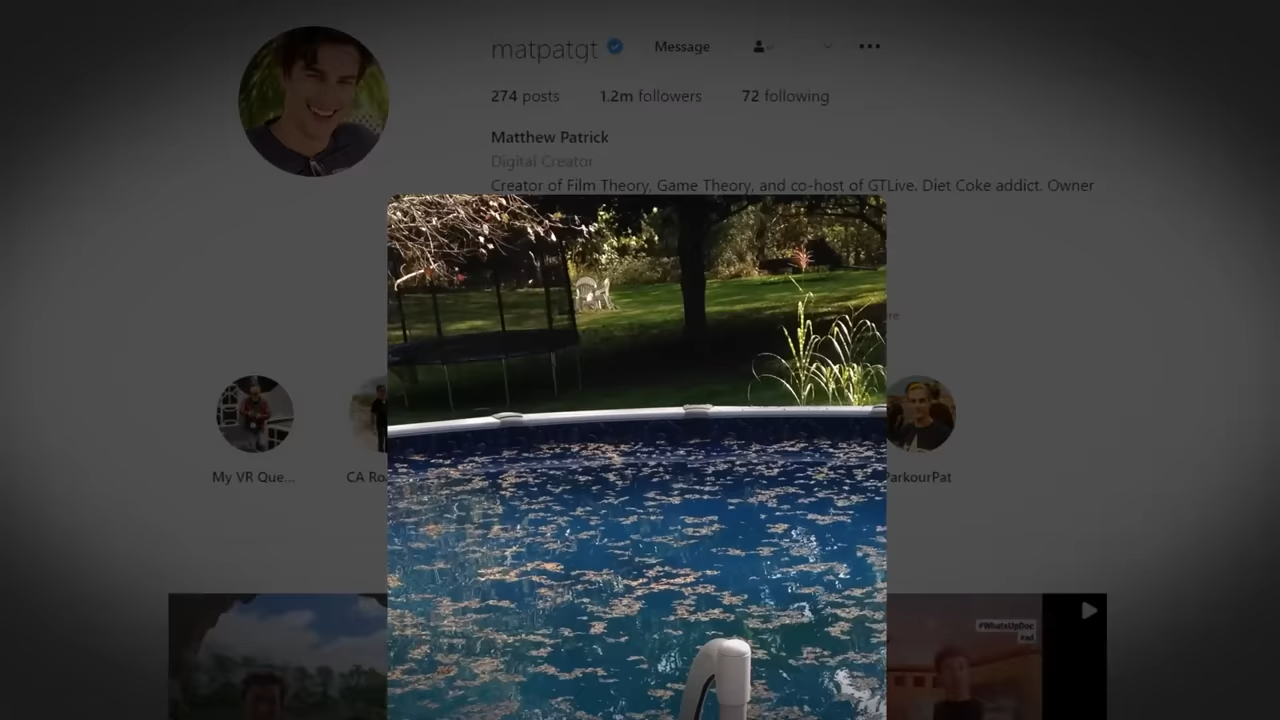 matpatgt
Message
274 posts 1.2m followers 72 following
Matthew Patrick
Digital Creator
Creator of Film Theory, Game Theory, and co-host of GTLive. Diet Coke addict. Owner
My VR Que...
CA Ro
ParkourPat
#WhatsUpDoc
#ad